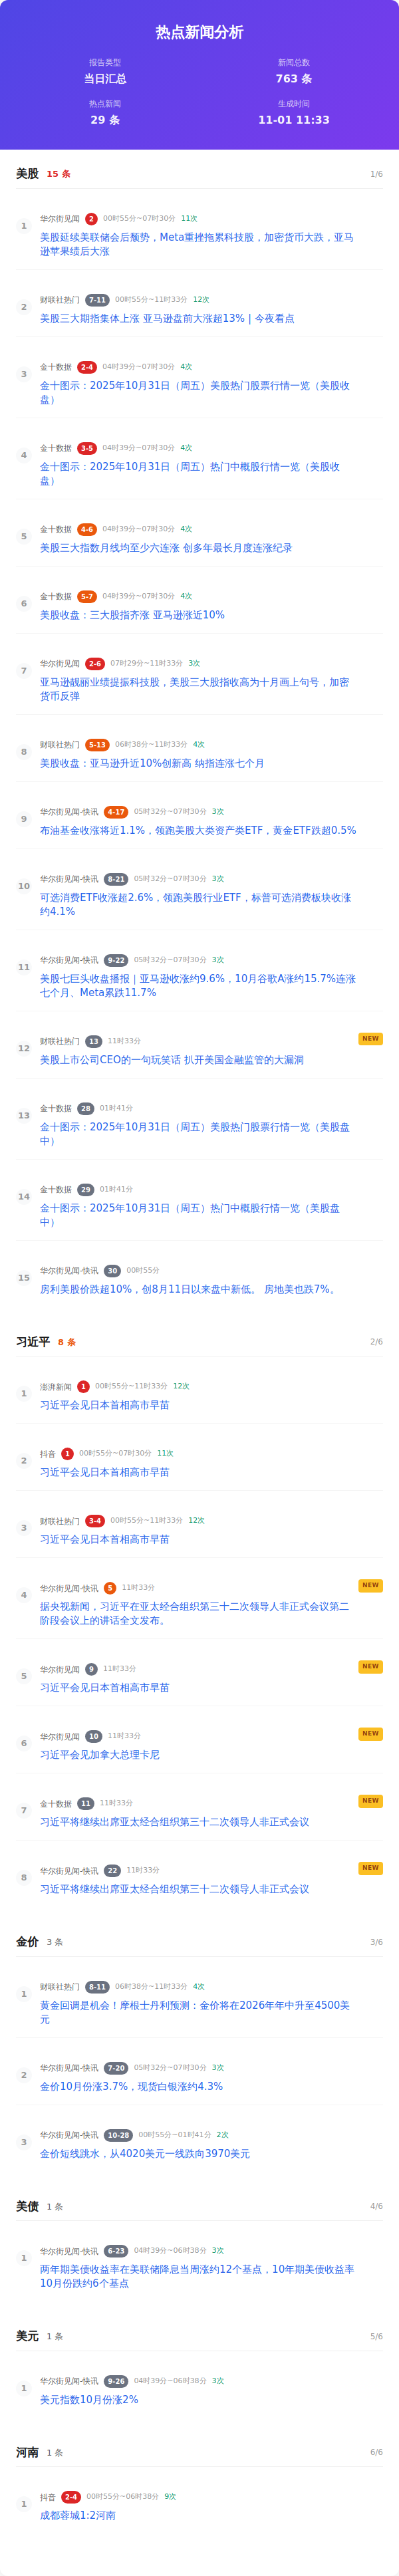 热点新闻分析
报告类型
当日汇总
新闻总数
763 条
热点新闻
29 条
生成时间
11-01 11:33
美股 15 条 1/6
1
华尔街见闻 2 00时55分~07时30分 11次
美股延续美联储会后颓势，Meta重挫拖累科技股，加密货币大跌，亚马
逊苹果绩后大涨
2
财联社热门 7-11 00时55分~11时33分 12次
美股三大期指集体上涨 亚马逊盘前大涨超13% | 今夜看点
3
金十数据 2-4 04时39分~07时30分 4次
金十图示：2025年10月31日（周五）美股热门股票行情一览（美股收
盘）
4
金十数据 3-5 04时39分~07时30分 4次
金十图示：2025年10月31日（周五）热门中概股行情一览（美股收
盘）
5
金十数据 4-6 04时39分~07时30分 4次
美股三大指数月线均至少六连涨 创多年最长月度连涨纪录
6
金十数据 5-7 04时39分~07时30分 4次
美股收盘：三大股指齐涨 亚马逊涨近10%
7
华尔街见闻 2-6 07时29分~11时33分 3次
亚马逊靓丽业绩提振科技股，美股三大股指收高为十月画上句号，加密
货币反弹
8
财联社热门 5-13 06时38分~11时33分 4次
美股收盘：亚马逊升近10%创新高 纳指连涨七个月
9
华尔街见闻-快讯 4-17 05时32分~07时30分 3次
布油基金收涨将近1.1%，领跑美股大类资产类ETF，黄金ETF跌超0.5%
10
华尔街见闻-快讯 8-21 05时32分~07时30分 3次
可选消费ETF收涨超2.6%，领跑美股行业ETF，标普可选消费板块收涨
约4.1%
11
华尔街见闻-快讯 9-22 05时32分~07时30分 3次
美股七巨头收盘播报｜亚马逊收涨约9.6%，10月谷歌A涨约15.7%连涨
七个月、Meta累跌11.7%
12
财联社热门 13 11时33分 NEW
美股上市公司CEO的一句玩笑话 扒开美国金融监管的大漏洞
13
金十数据 28 01时41分
金十图示：2025年10月31日（周五）美股热门股票行情一览（美股盘
中）
14
金十数据 29 01时41分
金十图示：2025年10月31日（周五）热门中概股行情一览（美股盘
中）
15
华尔街见闻-快讯 30 00时55分
房利美股价跌超10%，创8月11日以来盘中新低。 房地美也跌7%。
习近平 8 条 2/6
1
澎湃新闻 1 00时55分~11时33分 12次
习近平会见日本首相高市早苗
2
抖音 1 00时55分~07时30分 11次
习近平会见日本首相高市早苗
3
财联社热门 3-4 00时55分~11时33分 12次
习近平会见日本首相高市早苗
4
华尔街见闻-快讯 5 11时33分 NEW
据央视新闻，习近平在亚太经合组织第三十二次领导人非正式会议第二
阶段会议上的讲话全文发布。
5
华尔街见闻 9 11时33分 NEW
习近平会见日本首相高市早苗
6
华尔街见闻 10 11时33分 NEW
习近平会见加拿大总理卡尼
7
金十数据 11 11时33分 NEW
习近平将继续出席亚太经合组织第三十二次领导人非正式会议
8
华尔街见闻-快讯 22 11时33分 NEW
习近平将继续出席亚太经合组织第三十二次领导人非正式会议
金价 3 条 3/6
1
财联社热门 8-11 06时38分~11时33分 4次
黄金回调是机会！摩根士丹利预测：金价将在2026年年中升至4500美
元
2
华尔街见闻-快讯 7-20 05时32分~07时30分 3次
金价10月份涨3.7%，现货白银涨约4.3%
3
华尔街见闻-快讯 10-28 00时55分~01时41分 2次
金价短线跳水，从4020美元一线跌向3970美元
美债 1 条 4/6
1
华尔街见闻-快讯 6-23 04时39分~06时38分 3次
两年期美债收益率在美联储降息当周涨约12个基点，10年期美债收益率
10月份跌约6个基点
美元 1 条 5/6
1
华尔街见闻-快讯 9-26 04时39分~06时38分 3次
美元指数10月份涨2%
河南 1 条 6/6
1
抖音 2-4 00时55分~06时38分 9次
成都蓉城1:2河南